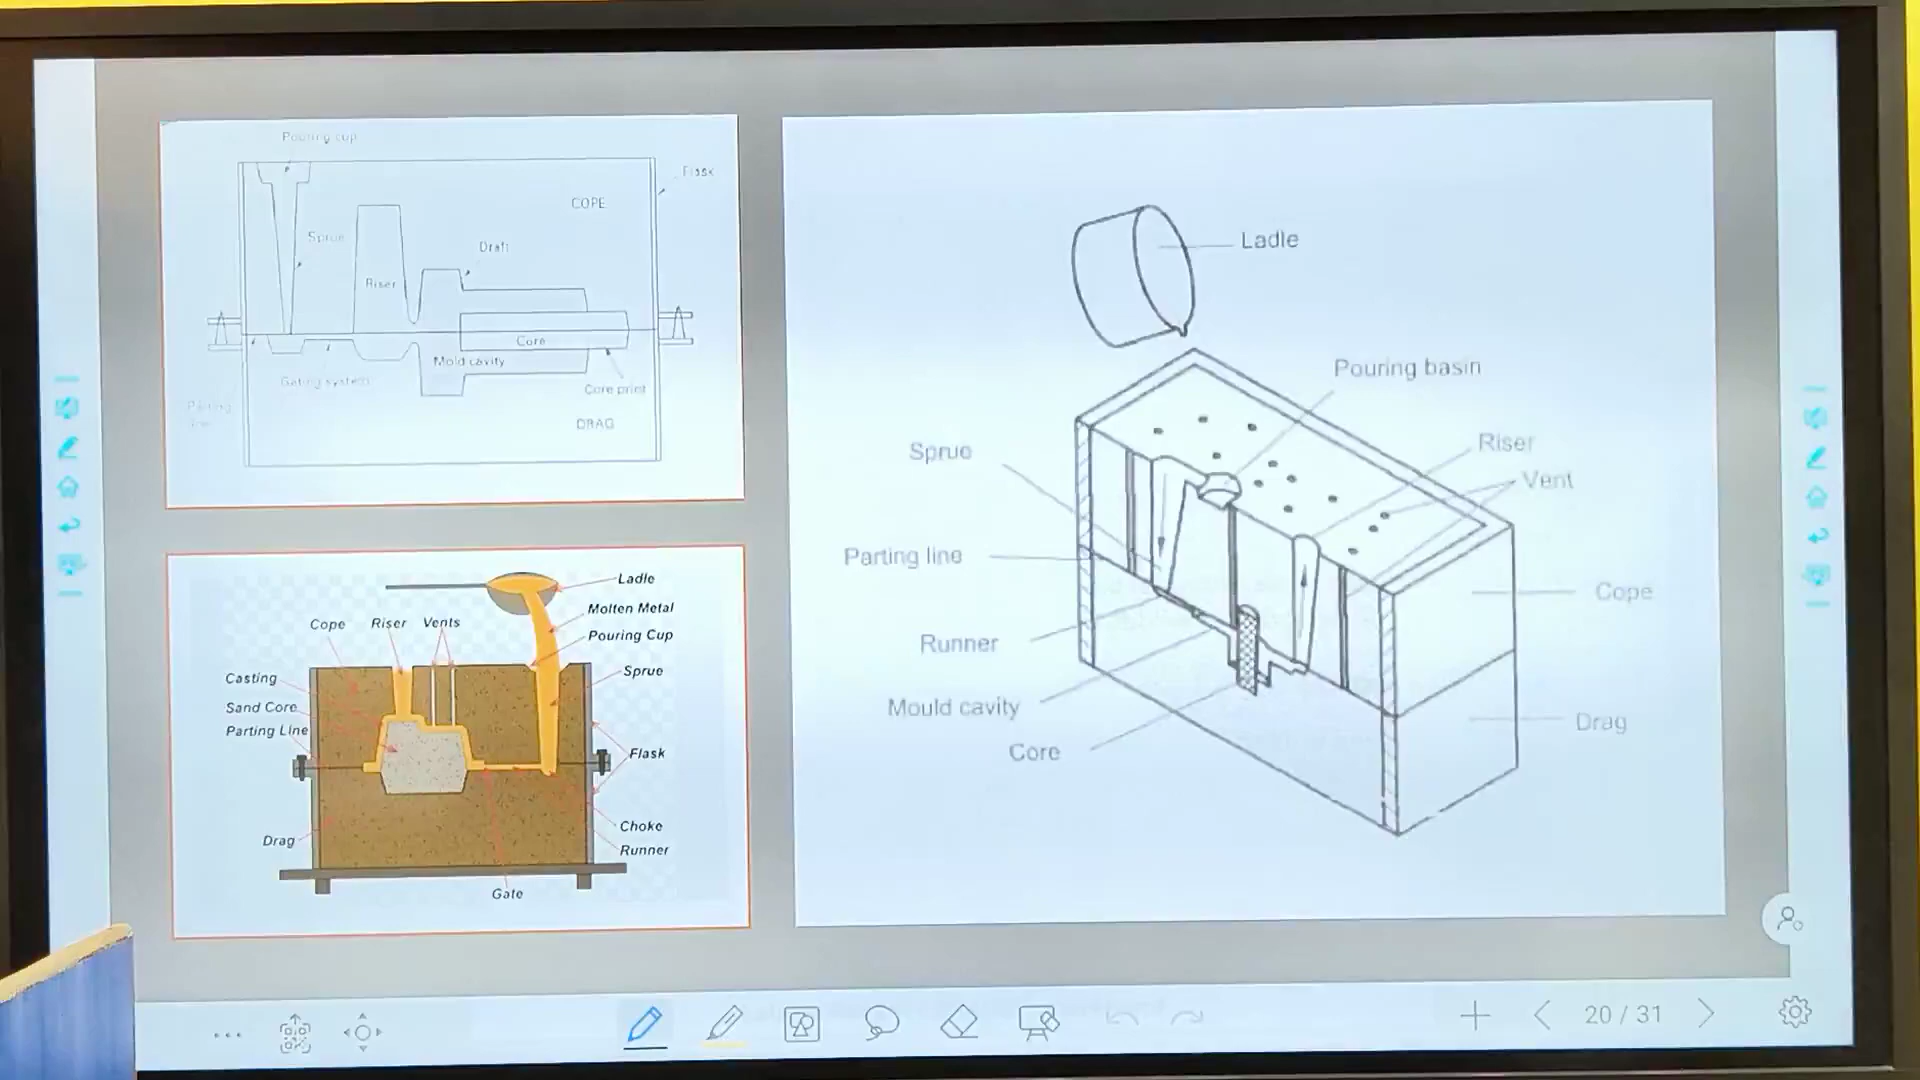 Pouring cup
Flask
COPE
Sprue
Draft
Riser
Core
Mold cavity
Gating system
Core print
Parting
DRAG
Ladle
Molten Metal
Cope
Riser
Vents
Pouring Cup
Sprue
Casting
Sand Core
Parting Line
Flask
Choke
Drag
Runner
Gate
Ladle
Pouring basin
Sprue
Riser
Vent
Parting line
Cope
Runner
Mould cavity
Drag
Core
20 / 31